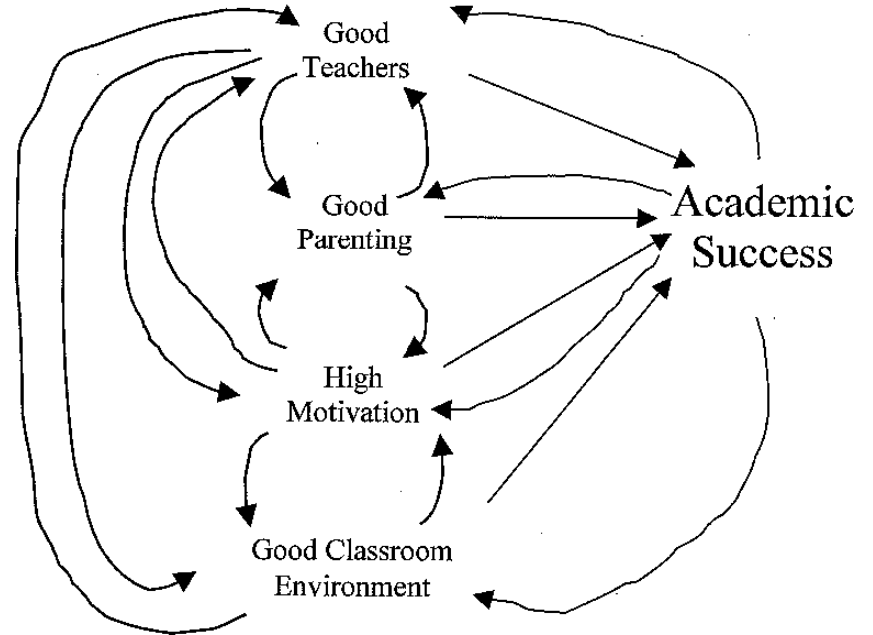 Good
Teachers
Good
Parenting
Academic
Success
High
Motivation
Good Classroom
Environment